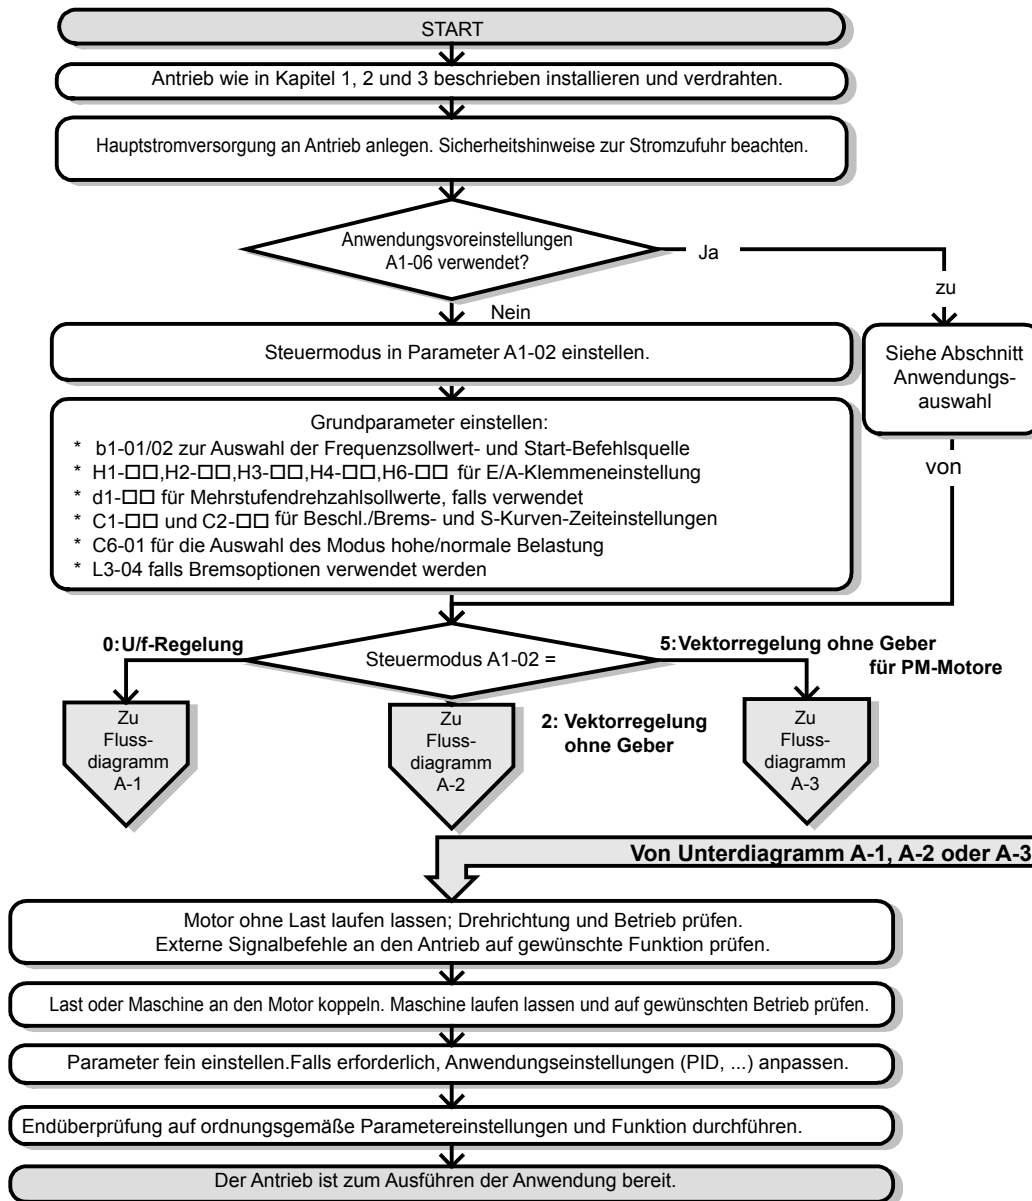 START
Antrieb wie in Kapitel 1, 2 und 3 beschrieben installieren und verdrahten.
Hauptstromversorgung an Antrieb anlegen. Sicherheitshinweise zur Stromzufuhr beachten.
Anwendungsvoreinstellungen
A1-06 verwendet?
Ja
zu
Nein
Steuermodus in Parameter A1-02 einstellen.
Siehe Abschnitt
Anwendungs-
auswahl
von
Grundparameter einstellen:
* b1-01/02 zur Auswahl der Frequenzsollwert- und Start-Befehlsquelle
* H1-□□,H2-□□,H3-□□,H4-□□,H6-□□ für E/A-Klemmeneinstellung
* d1-□□ für Mehrstufendrehzahlsollwerte, falls verwendet
* C1-□□ und C2-□□ für Beschl./Brems- und S-Kurven-Zeiteinstellungen
* C6-01 für die Auswahl des Modus hohe/normale Belastung
* L3-04 falls Bremsoptionen verwendet werden
0:U/f-Regelung
Steuermodus A1-02 =
5:Vektorregelung ohne Geber
für PM-Motore
Zu
Fluss-
diagramm
A-1
Zu
Fluss-
diagramm
A-2
2: Vektorregelung
ohne Geber
Zu
Fluss-
diagramm
A-3
Von Unterdiagramm A-1, A-2 oder A-3
Motor ohne Last laufen lassen; Drehrichtung und Betrieb prüfen.
Externe Signalbefehle an den Antrieb auf gewünschte Funktion prüfen.
Last oder Maschine an den Motor koppeln. Maschine laufen lassen und auf gewünschten Betrieb prüfen.
Parameter fein einstellen.Falls erforderlich, Anwendungseinstellungen (PID, ...) anpassen.
Endüberprüfung auf ordnungsgemäße Parametereinstellungen und Funktion durchführen.
Der Antrieb ist zum Ausführen der Anwendung bereit.